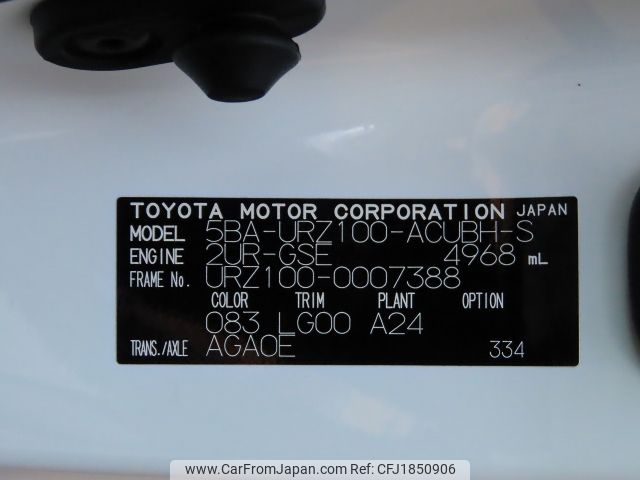 TOYOTA MOTOR CORPORATION JAPAN
MODEL 5BA-URZ100-ACUBH-S
ENGINE 2UR-GSE 4968 mL
FRAME No. URZ100-0007388
COLOR TRIM PLANT OPTION
083 LG00 A24
TRANS./AXLE AGA0E 334
www.CarFromJapan.com Ref No: CFJ1850906